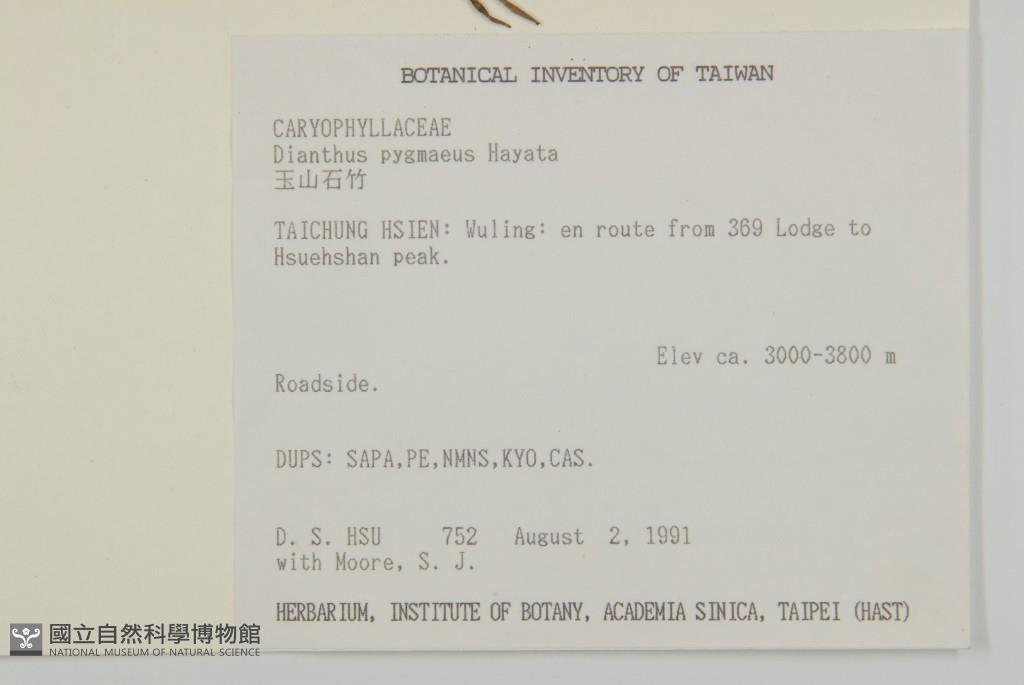 BOTANICAL INVENTORY OF TAIWAN
CARYOPHYLLACEAE
Dianthus pygmaeus Hayata
玉山石竹
TAICHUNG HSIEN: Wuling: en route from 369 Lodge to
Hsuehshan peak.
Elev ca. 3000-3800 m
Roadside.
DUPS: SAPA,PE,NMNS,KYO,CAS.
D. S. HSU 752 August 2, 1991
with Moore, S. J.
HERBARIUM, INSTITUTE OF BOTANY, ACADEMIA SINICA, TAIPEI (HAST)
國立自然科學博物館
NATIONAL MUSEUM OF NATURAL SCIENCE